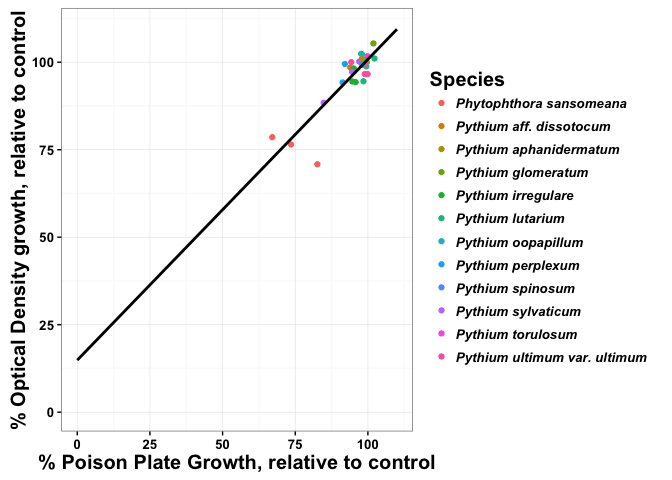 % Optical Density growth, relative to control
100
75
50
25
0
0 25 50 75 100
% Poison Plate Growth, relative to control
Species
Phytophthora sansomeana
Pythium aff. dissotocum
Pythium aphanidermatum
Pythium glomeratum
Pythium irregulare
Pythium lutarium
Pythium oopapillum
Pythium perplexum
Pythium spinosum
Pythium sylvaticum
Pythium torulosum
Pythium ultimum var. ultimum